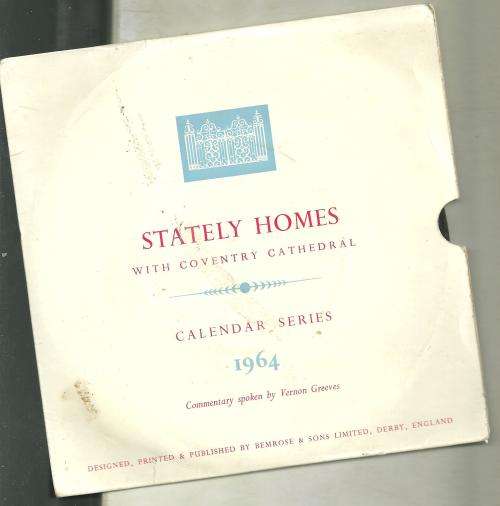 STATELY HOMES
WITH COVENTRY CATHEDRAL
CALENDAR SERIES
1964
Commentary spoken by Vernon Greeves
DESIGNED, PRINTED & PUBLISHED BY BEMROSE & SONS LIMITED, DERBY, ENGLAND